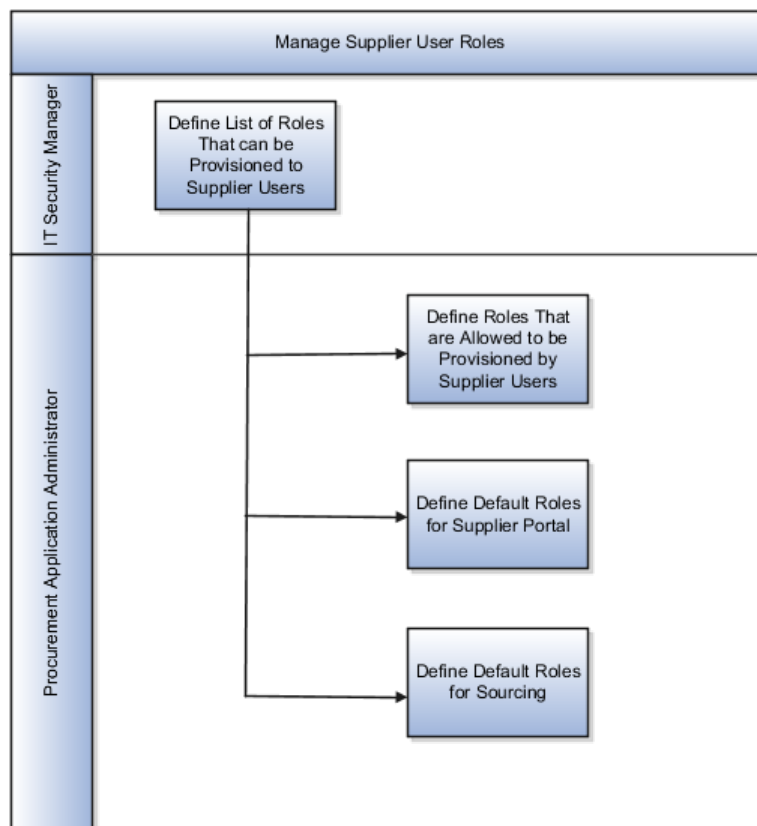 Manage Supplier User Roles
IT Security Manager
Define List of Roles
That can be
Provisioned to
Supplier Users
Procurement Application Administrator
Define Roles That
are Allowed to be
Provisioned by
Supplier Users
Define Default Roles
for Supplier Portal
Define Default Roles
for Sourcing